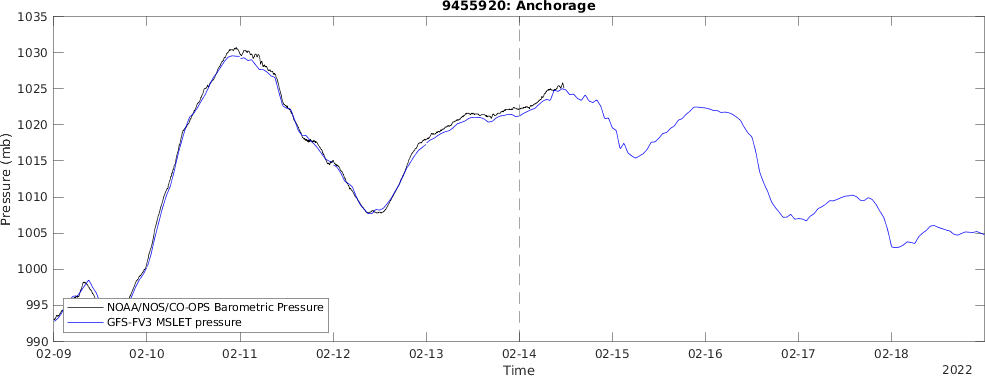 9455920: Anchorage
1035
1030
1025
1020
1015
1010
1005
1000
995
990
Pressure (mb)
NOAA/NOS/CO-OPS Barometric Pressure
GFS-FV3 MSLET pressure
02-09 02-10 02-11 02-12 02-13 02-14 02-15 02-16 02-17 02-18
Time
2022